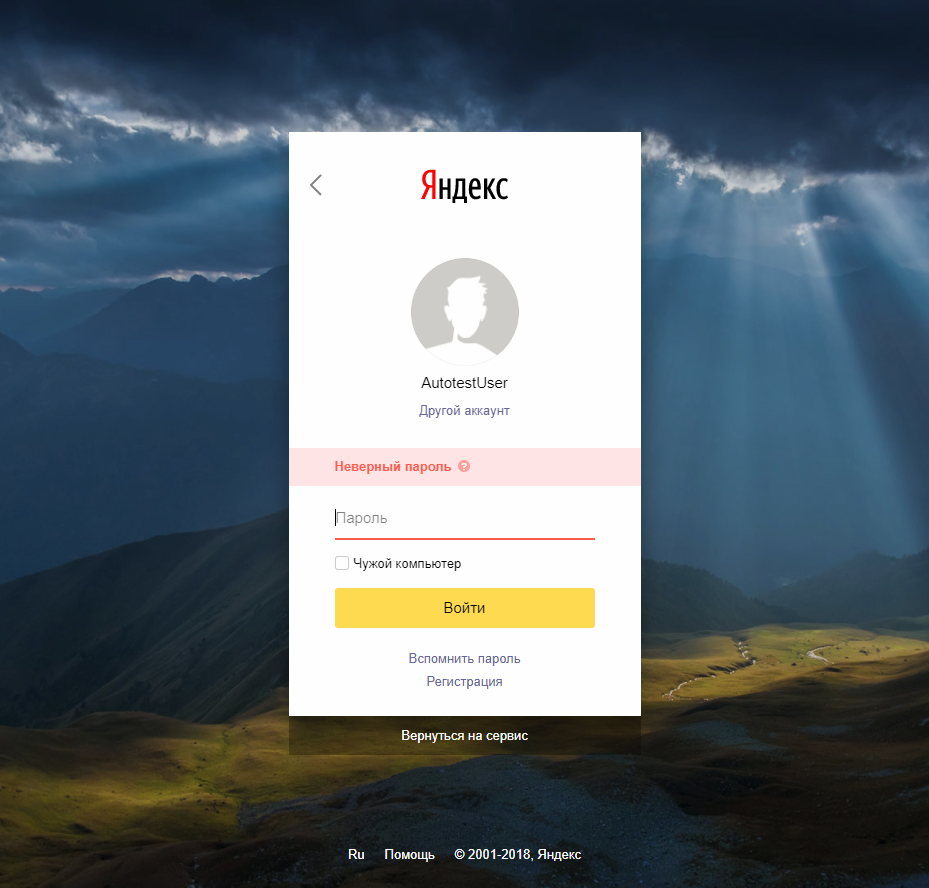 Яндекс
AutotestUser
Другой аккаунт
Неверный пароль ?
Пароль
Чужой компьютер
Войти
Вспомнить пароль
Регистрация
Вернуться на сервис
Ru Помощь © 2001-2018, Яндекс